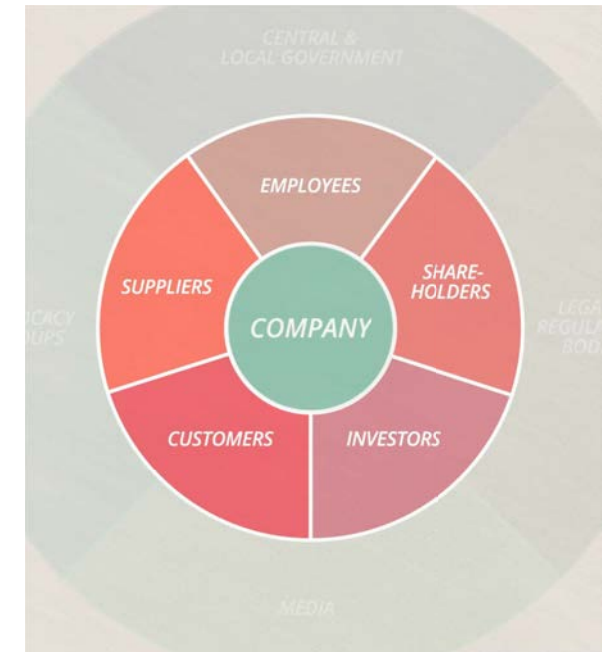 CENTRAL &
LOCAL GOVERNMENT
EMPLOYEES
SUPPLIERS
SHARE-
HOLDERS
COMPANY
CUSTOMERS
INVESTORS
MEDIA